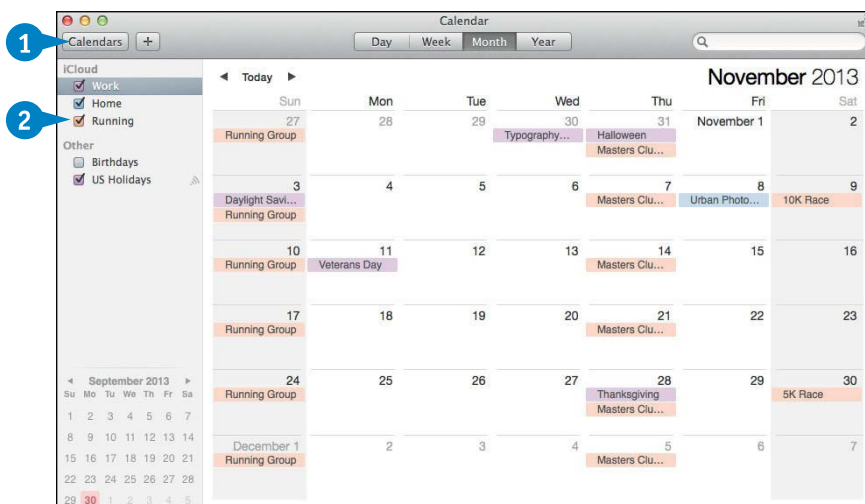 Calendar
1
Calendars +
Day Week Month Year
iCloud
Work
Home
2
Running
Other
Birthdays
US Holidays
Today
November 2013
Sun Mon Tue Wed Thu Fri Sat
27 28 29 30 31 November 1 2
Running Group Typography... Halloween
Masters Clu...
3 4 5 6 7 8 9
Daylight Savi... Masters Clu... Urban Photo... 10K Race
Running Group
10 11 12 13 14 15 16
Running Group Veterans Day Masters Clu...
17 18 19 20 21 22 23
Running Group Masters Clu...
24 25 26 27 28 29 30
Running Group Thanksgiving 5K Race
Masters Clu...
December 1 2 3 4 5 6 7
Running Group Masters Clu...
September 2013
Su Mo Tu We Th Fr Sa
1 2 3 4 5 6 7
8 9 10 11 12 13 14
15 16 17 18 19 20 21
22 23 24 25 26 27 28
29 30 1 2 3 4 5